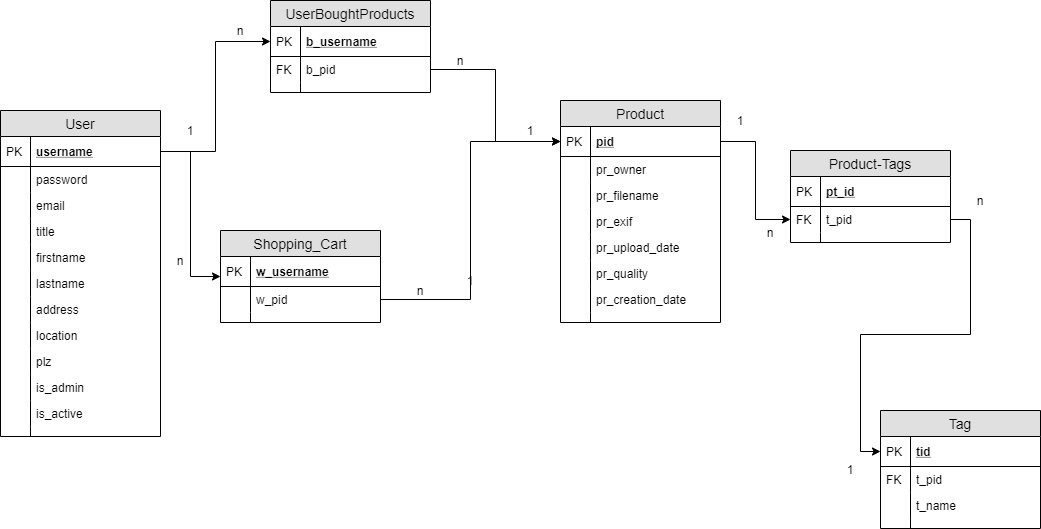 UserBoughtProducts
PK b_username
FK b_pid
n
n
User
PK username
password
email
title
firstname
lastname
address
location
plz
is_admin
is_active
1
n
Shopping_Cart
PK w_username
w_pid
n
1
1
Product
PK pid
pr_owner
pr_filename
pr_exif
pr_upload_date
pr_quality
pr_creation_date
1
n
Product-Tags
PK pt_id
FK t_pid
n
1
Tag
PK tid
FK t_pid
t_name